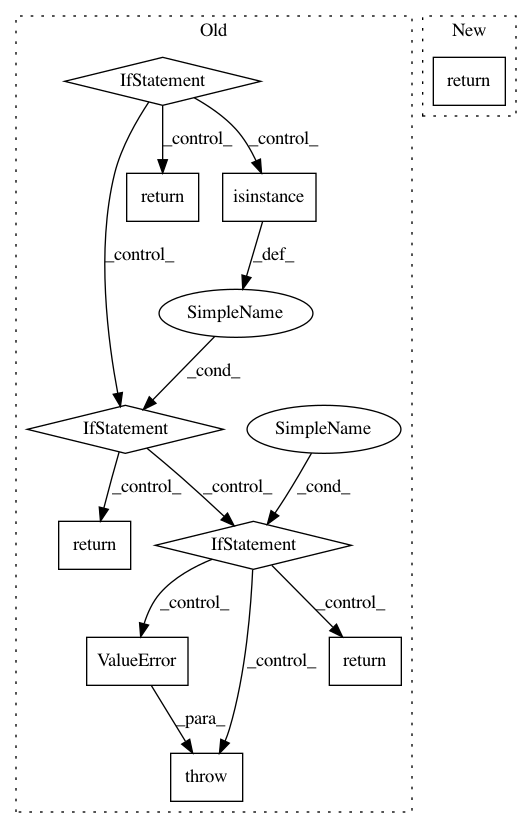 Old
New
IfStatement
return
_control_
_control_
return
isinstance
_control_
_def_
SimpleName
_cond_
IfStatement
SimpleName
_control_
_control_
_cond_
return
IfStatement
_control_
_control_
_control_
ValueError
return
_para_
throw